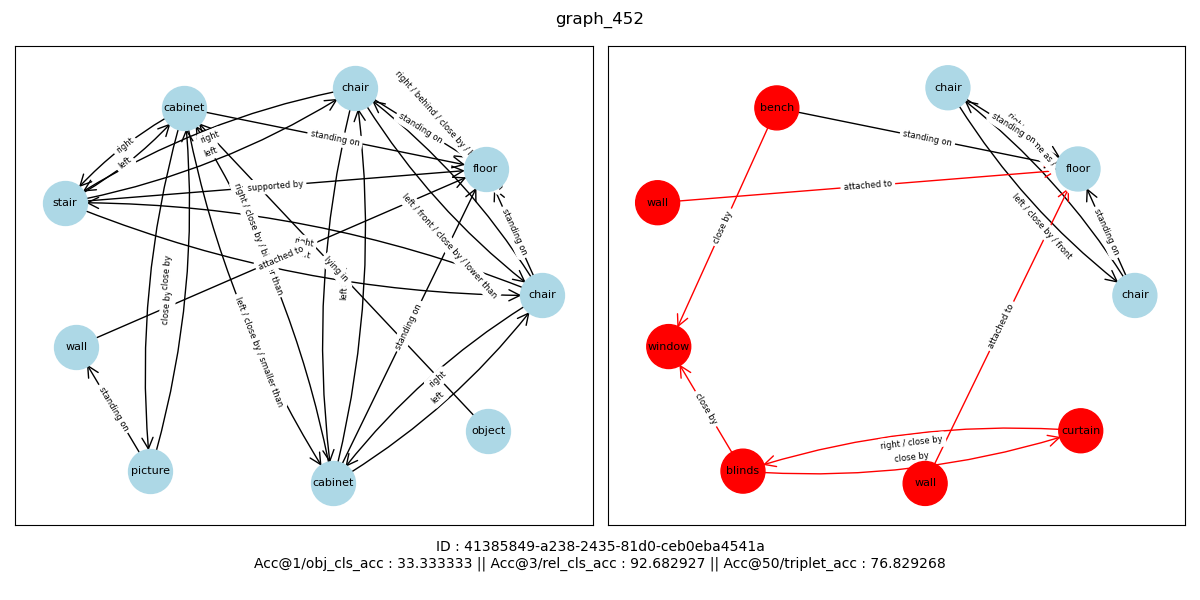 graph_452
cabinet
chair
floor
stair
chair
wall
picture
cabinet
object
right
left
right
left
standing on
standing on
right / behind / close by /
supported by
standing on
left / front / close by / lower than
right
attached to
lying in
close by
close by
right / close by /
than
left
left / close by / smaller than
standing on
right
left
standing on
bench
chair
floor
wall
chair
window
blinds
wall
curtain
standing on
standing on
attached to
close by
left / close by / front
standing on
attached to
close by
right / close by
close by
ID : 41385849-a238-2435-81d0-ceb0eba4541a
Acc@1/obj_cls_acc : 33.333333 || Acc@3/rel_cls_acc : 92.682927 || Acc@50/triplet_acc : 76.829268